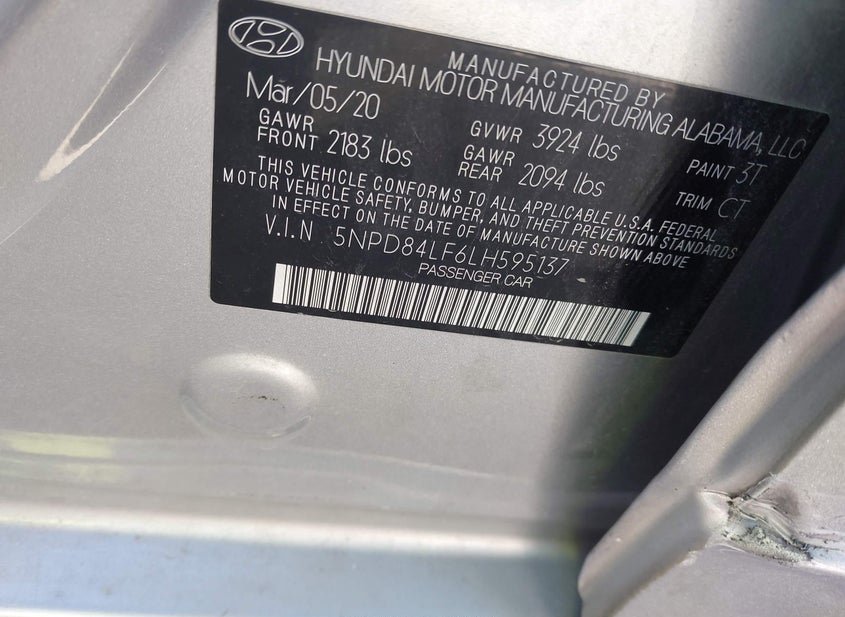 MANUFACTURED BY
HYUNDAI MOTOR MANUFACTURING ALABAMA, LLC
Mar/05/20 GVWR 3924 lbs PAINT 3T
GAWR FRONT 2183 lbs GAWR REAR 2094 lbs TRIM CT
THIS VEHICLE CONFORMS TO ALL APPLICABLE U.S.A. FEDERAL
MOTOR VEHICLE SAFETY, BUMPER, AND THEFT PREVENTION STANDARDS
IN EFFECT ON THE DATE OF MANUFACTURE SHOWN ABOVE
V.I.N 5NPD84LF6LH595137
PASSENGER CAR